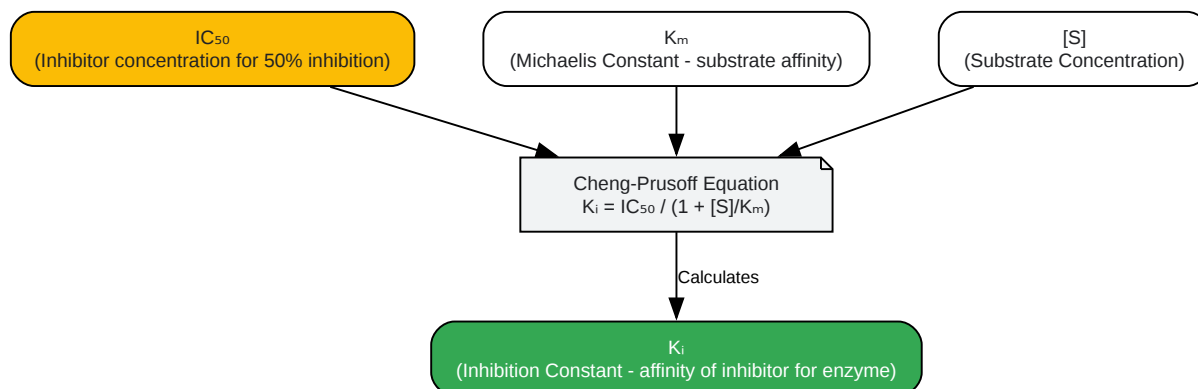 IC₅₀
(Inhibitor concentration for 50% inhibition)
Kₘ
(Michaelis Constant - substrate affinity)
[S]
(Substrate Concentration)
Cheng-Prusoff Equation
Kᵢ = IC₅₀ / (1 + [S]/Kₘ)
Calculates
Kᵢ
(Inhibition Constant - affinity of inhibitor for enzyme)